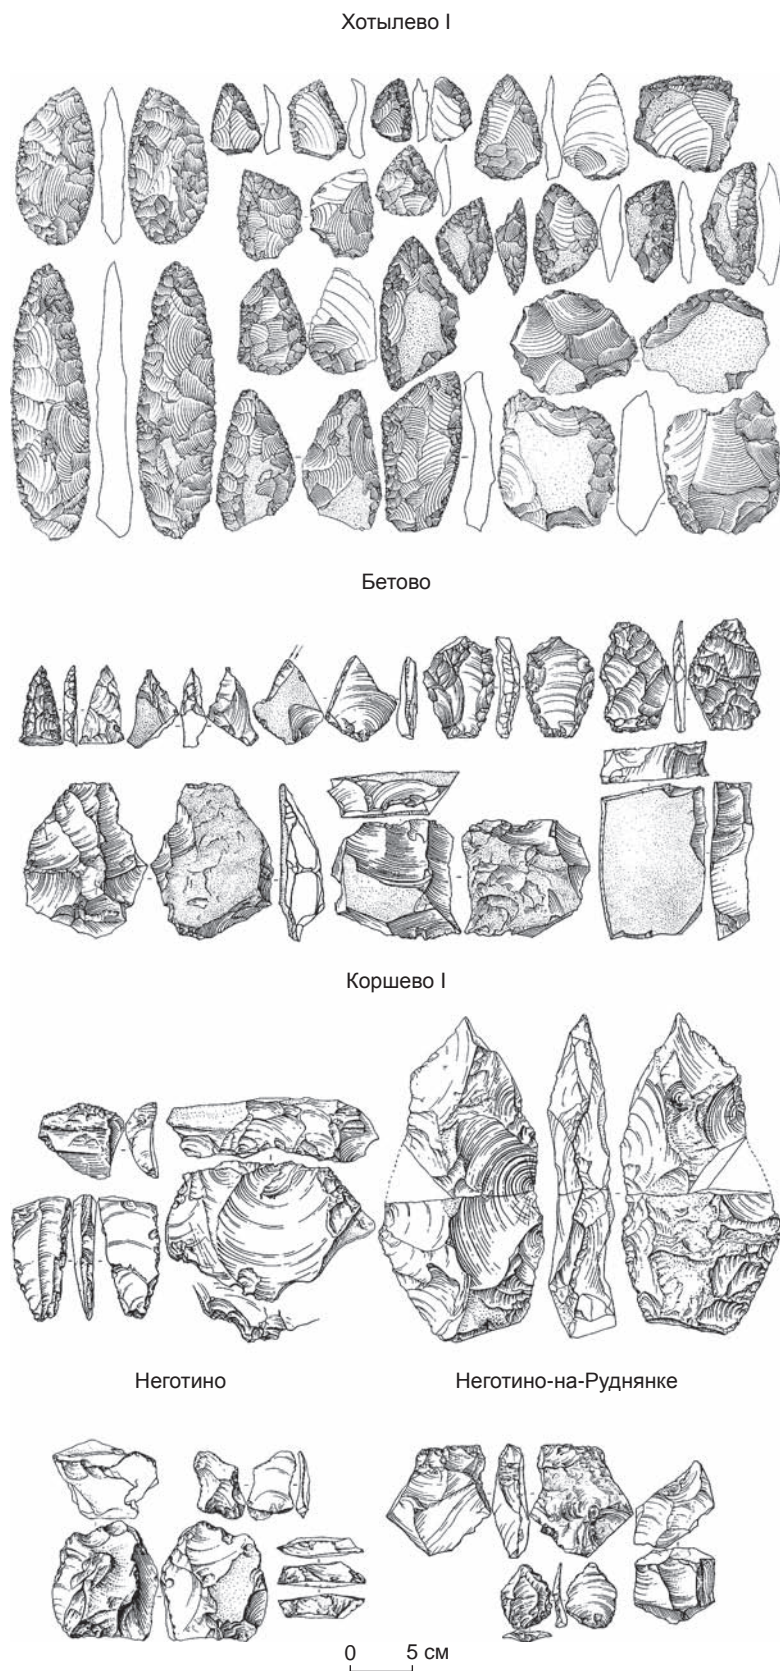 Хотылево I
Бетово
Коршево I
Неготино
Неготино-на-Руднянке
0 5 см